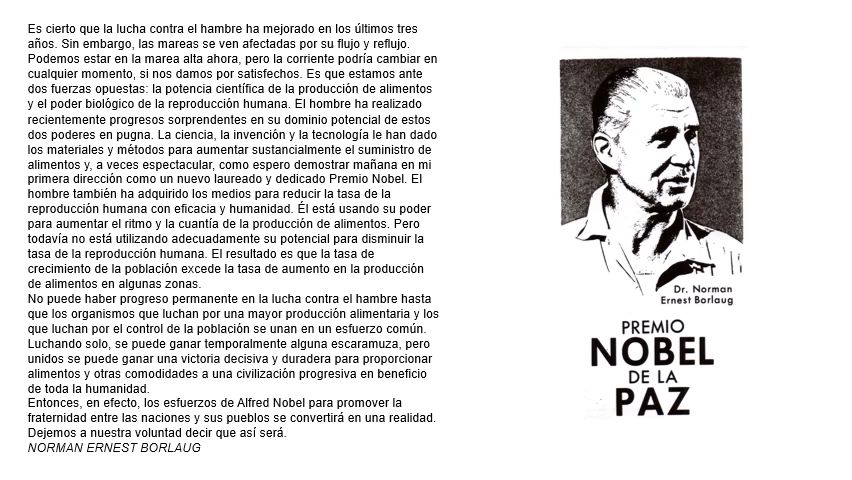 Es cierto que la lucha contra el hambre ha mejorado en los últimos tres
años. Sin embargo, las mareas se ven afectadas por su flujo y reflujo.
Podemos estar en la marea alta ahora, pero la corriente podría cambiar en
cualquier momento, si nos damos por satisfechos. Es que estamos ante
dos fuerzas opuestas: la potencia científica de la producción de alimentos
y el poder biológico de la reproducción humana. El hombre ha realizado
recientemente progresos sorprendentes en su dominio potencial de estos
dos poderes en pugna. La ciencia, la invención y la tecnología le han dado
los materiales y métodos para aumentar sustancialmente el suministro de
alimentos y, a veces espectacular, como espero demostrar mañana en mi
primera dirección como un nuevo laureado y dedicado Premio Nobel. El
hombre también ha adquirido los medios para reducir la tasa de la
reproducción humana con eficacia y humanidad. Él está usando su poder
para aumentar el ritmo y la cuantía de la producción de alimentos. Pero
todavía no está utilizando adecuadamente su potencial para disminuir la
tasa de la reproducción humana. El resultado es que la tasa de
crecimiento de la población excede la tasa de aumento en la producción
de alimentos en algunas zonas.
No puede haber progreso permanente en la lucha contra el hambre hasta
que los organismos que luchan por una mayor producción alimentaria y los
que luchan por el control de la población se unan en un esfuerzo común.
Luchando solo, se puede ganar temporalmente alguna escaramuza, pero
unidos se puede ganar una victoria decisiva y duradera para proporcionar
alimentos y otras comodidades a una civilización progresiva en beneficio
de toda la humanidad.
Entonces, en efecto, los esfuerzos de Alfred Nobel para promover la
fraternidad entre las naciones y sus pueblos se convertirá en una realidad.
Dejemos a nuestra voluntad decir que así será.
NORMAN ERNEST BORLAUG
Dr. Norman
Ernest Borlaug
PREMIO
NOBEL
DE LA
PAZ